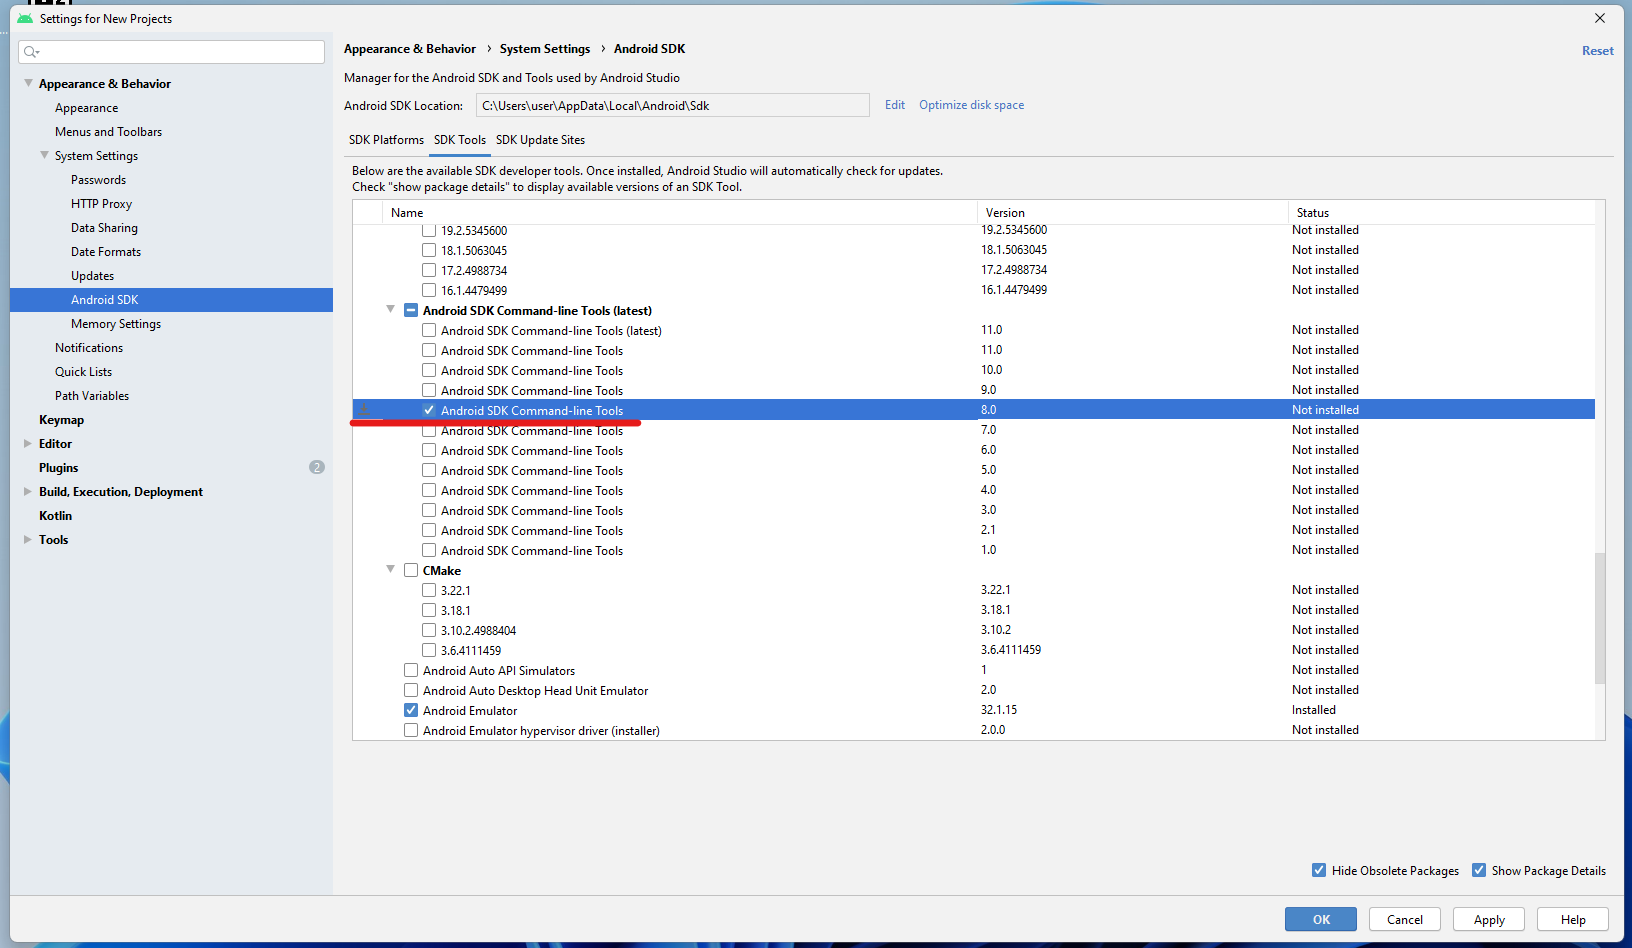 Settings for New Projects
Appearance & Behavior
Appearance
Menus and Toolbars
System Settings
Passwords
HTTP Proxy
Data Sharing
Date Formats
Updates
Android SDK
Memory Settings
Notifications
Quick Lists
Path Variables
Keymap
Editor
Plugins 2
Build, Execution, Deployment
Kotlin
Tools
Appearance & Behavior › System Settings › Android SDK
Reset
Manager for the Android SDK and Tools used by Android Studio
Android SDK Location: C:\Users\user\AppData\Local\Android\Sdk Edit Optimize disk space
SDK Platforms SDK Tools SDK Update Sites
Below are the available SDK developer tools. Once installed, Android Studio will automatically check for updates.
Check "show package details" to display available versions of an SDK Tool.
Name Version Status
19.2.5345600 19.2.5345600 Not installed
18.1.5063045 18.1.5063045 Not installed
17.2.4988734 17.2.4988734 Not installed
16.1.4479499 16.1.4479499 Not installed
Android SDK Command-line Tools (latest)
Android SDK Command-line Tools (latest) 11.0 Not installed
Android SDK Command-line Tools 11.0 Not installed
Android SDK Command-line Tools 10.0 Not installed
Android SDK Command-line Tools 9.0 Not installed
Android SDK Command-line Tools 8.0 Not installed
Android SDK Command-line Tools 7.0 Not installed
Android SDK Command-line Tools 6.0 Not installed
Android SDK Command-line Tools 5.0 Not installed
Android SDK Command-line Tools 4.0 Not installed
Android SDK Command-line Tools 3.0 Not installed
Android SDK Command-line Tools 2.1 Not installed
Android SDK Command-line Tools 1.0 Not installed
CMake
3.22.1 3.22.1 Not installed
3.18.1 3.18.1 Not installed
3.10.2.4988404 3.10.2 Not installed
3.6.4111459 3.6.4111459 Not installed
Android Auto API Simulators 1 Not installed
Android Auto Desktop Head Unit Emulator 2.0 Not installed
Android Emulator 32.1.15 Installed
Android Emulator hypervisor driver (installer) 2.0.0 Not installed
Hide Obsolete Packages Show Package Details
OK Cancel Apply Help